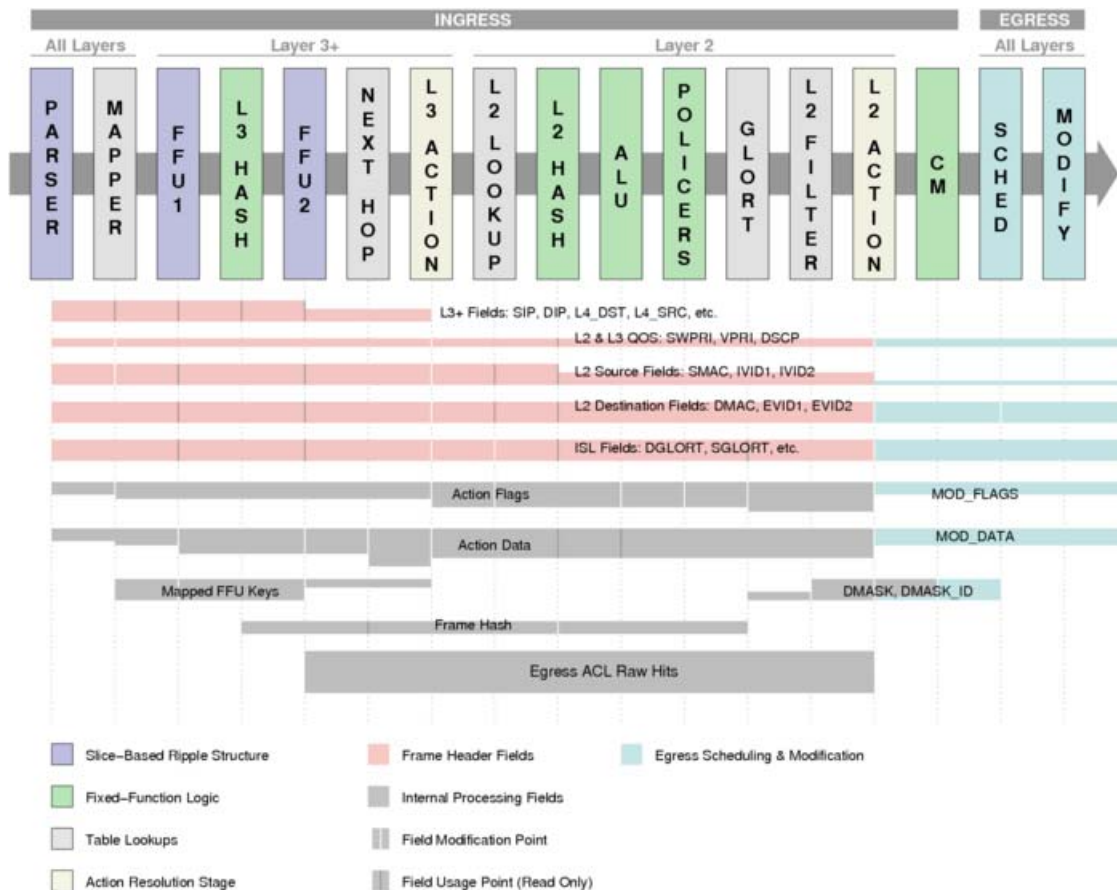 INGRESS EGRESS
All Layers Layer 3+ Layer 2 All Layers
PARSER
MAPPER
FFU1
L3 HASH
FFU2
NEXT HOP
L3 ACTION
L2 LOOKUP
L2 HASH
ALU
POLICERS
GLORT
L2 FILTER
L2 ACTION
CM
SCHED
MODIFY
L3+ Fields: SIP, DIP, L4_DST, L4_SRC, etc.
L2 & L3 QOS: SWPRI, VPRI, DSCP
L2 Source Fields: SMAC, IVID1, IVID2
L2 Destination Fields: DMAC, EVID1, EVID2
ISL Fields: DGLORT, SGLORT, etc.
Action Flags MOD_FLAGS
Action Data MOD_DATA
Mapped FFU Keys DMASK, DMASK_ID
Frame Hash
Egress ACL Raw Hits
Slice-Based Ripple Structure Frame Header Fields Egress Scheduling & Modification
Fixed-Function Logic Internal Processing Fields
Table Lookups Field Modification Point
Action Resolution Stage Field Usage Point (Read Only)